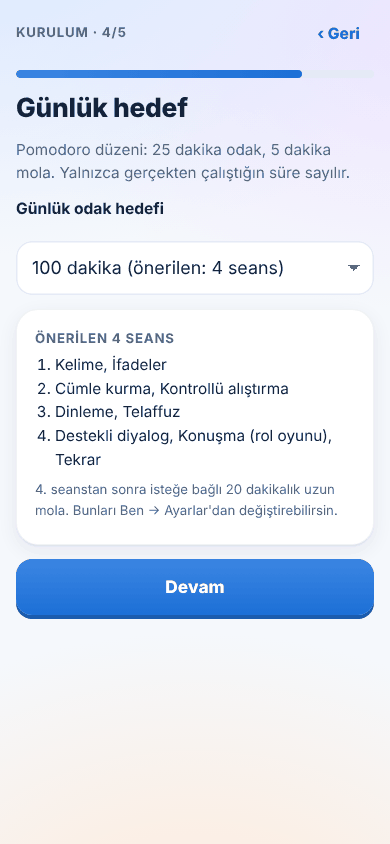 KURULUM · 4/5
‹ Geri
Günlük hedef
Pomodoro düzeni: 25 dakika odak, 5 dakika
mola. Yalnızca gerçekten çalıştığın süre sayılır.
Günlük odak hedefi
100 dakika (önerilen: 4 seans)
ÖNERİLEN 4 SEANS
1. Kelime, İfadeler
2. Cümle kurma, Kontrollü alıştırma
3. Dinleme, Telaffuz
4. Destekli diyalog, Konuşma (rol oyunu),
Tekrar
4. seanstan sonra isteğe bağlı 20 dakikalık uzun
mola. Bunları Ben → Ayarlar'dan değiştirebilirsin.
Devam